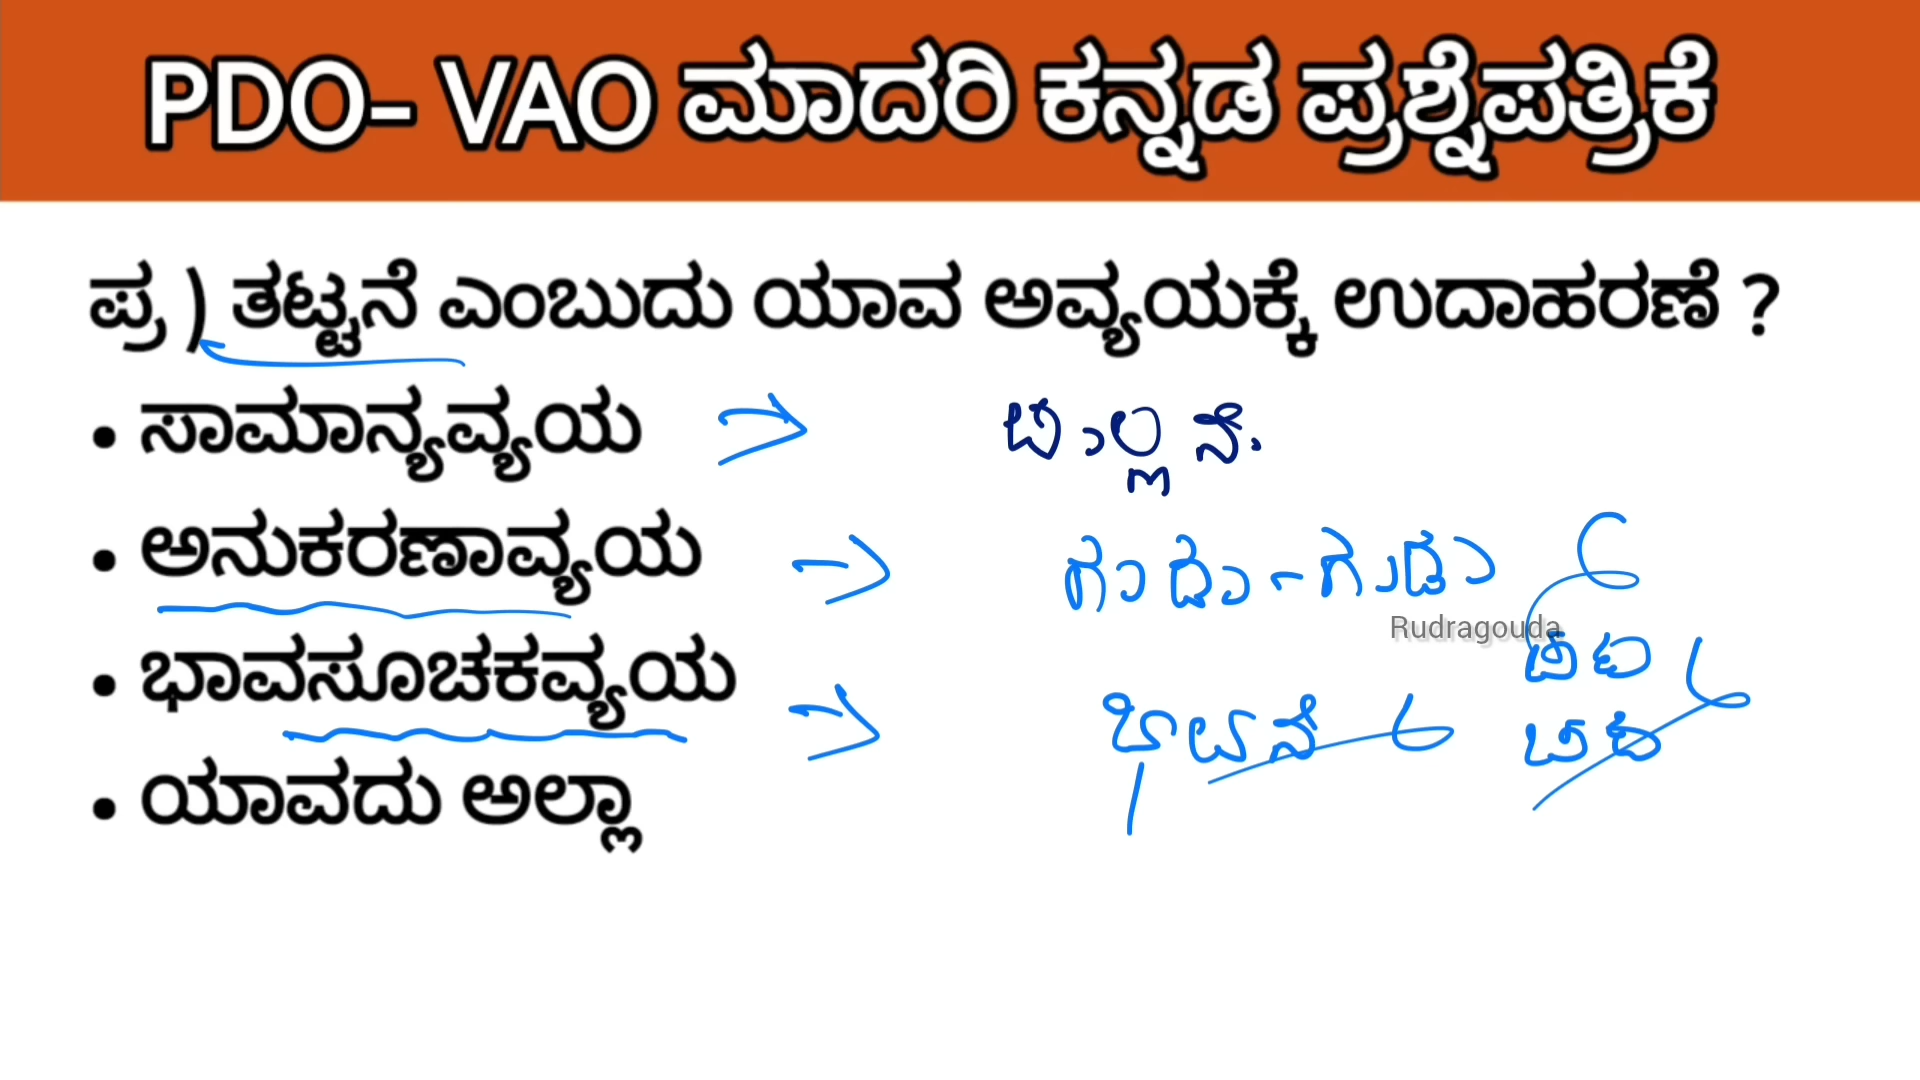 PDO- VAO ಮಾದರಿ ಕನ್ನಡ ಪ್ರಶ್ನೆಪತ್ರಿಕೆ
ಪ್ರ ) ತಟ್ಟನೆ ಎಂಬುದು ಯಾವ ಅವ್ಯಯಕ್ಕೆ ಉದಾಹರಣೆ ?
• ಸಾಮಾನ್ಯವ್ಯಯ
• ಅನುಕರಣಾವ್ಯಯ
• ಭಾವಸೂಚಕವ್ಯಯ
• ಯಾವದು ಅಲ್ಲಾ
Rudragouda